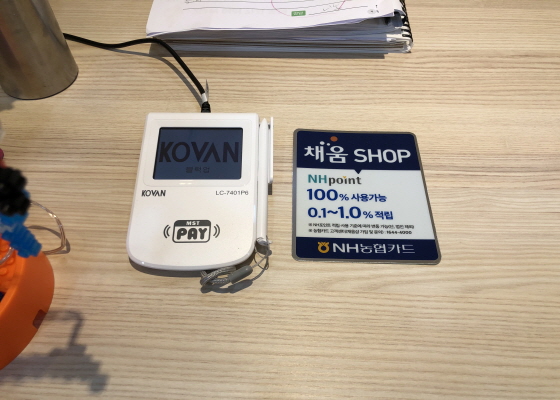 KOVAN
KOVAN
LC-7401P6
MST
PAY
채움 SHOP
NHpoint
100% 사용가능
0.1~1.0% 적립
NH농협카드